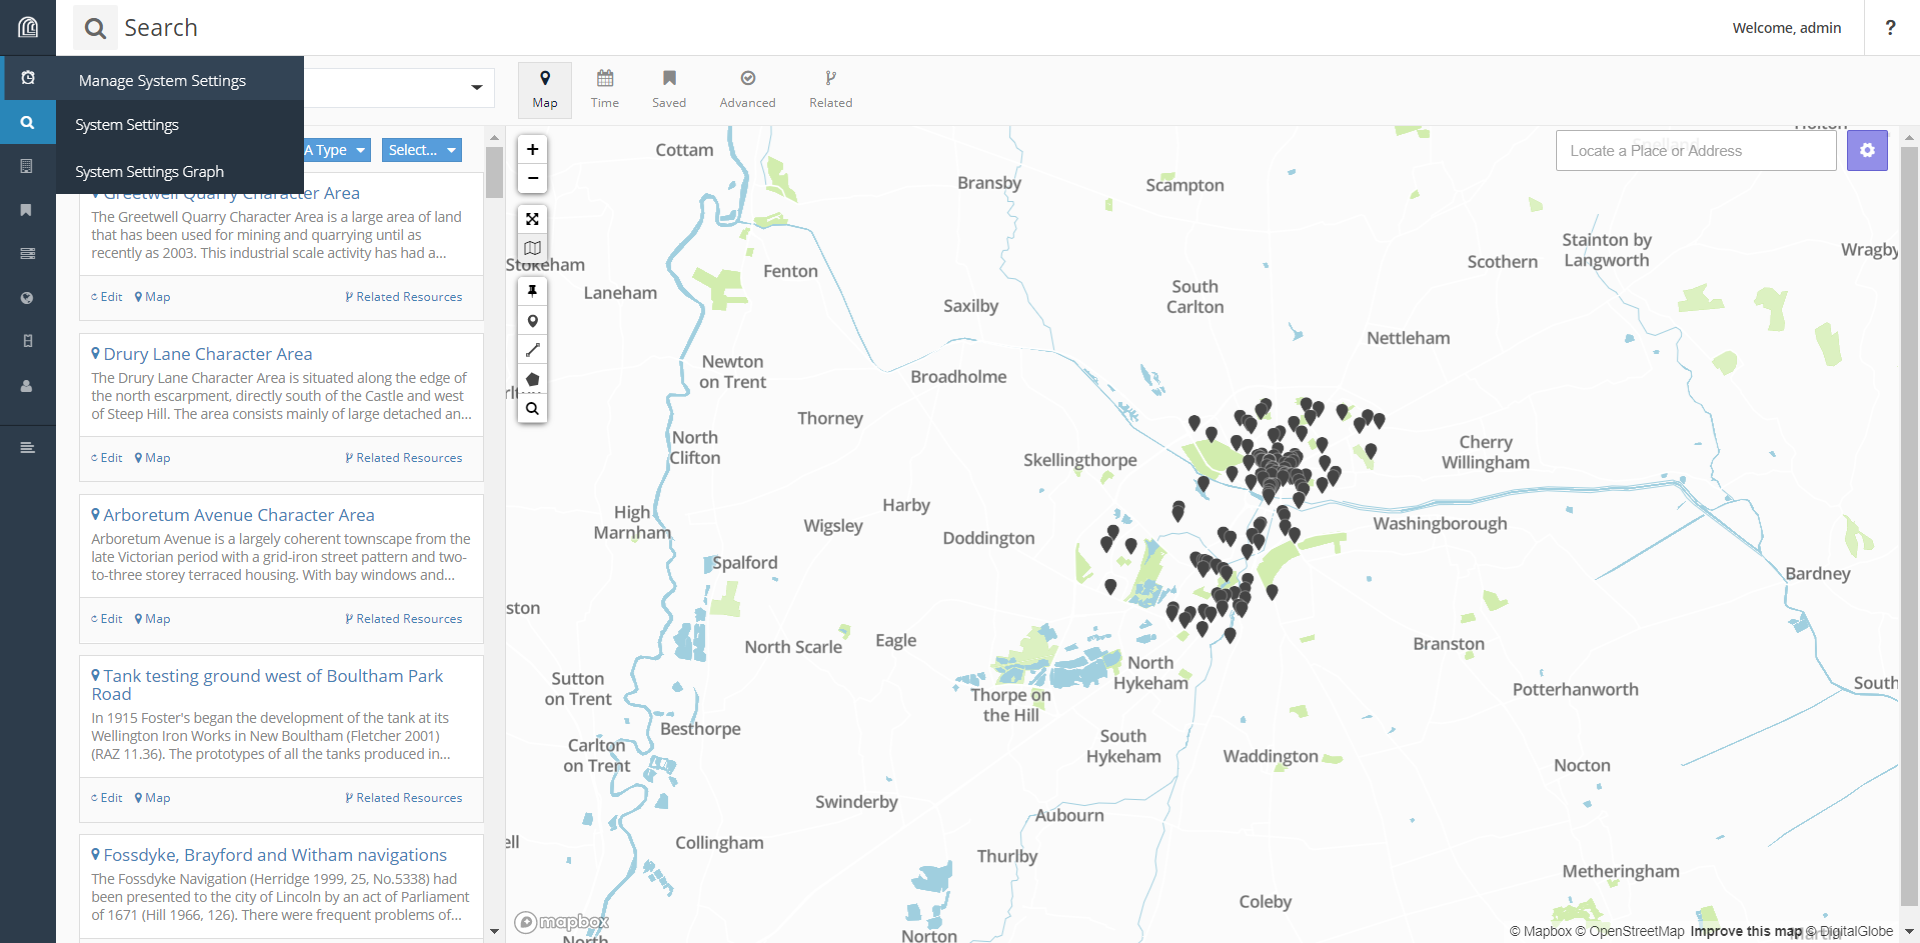 Search
Welcome, admin
?
Manage System Settings
System Settings
System Settings Graph
Map
Time
Saved
Advanced
Related
A Type
Select...
Greetwell Quarry Character Area
The Greetwell Quarry Character Area is a large area of land
that has been used for mining and quarrying until as
recently as 2003. This industrial scale activity has had a...
Edit
Map
Related Resources
Drury Lane Character Area
The Drury Lane Character Area is situated along the edge of
the north escarpment, directly south of the Castle and west
of Steep Hill. The area consists mainly of large detached an...
Edit
Map
Related Resources
Arboretum Avenue Character Area
Arboretum Avenue is a largely coherent townscape from the
late Victorian period with a grid-iron street pattern and two-
to-three storey terraced housing. With bay windows and...
Edit
Map
Related Resources
Tank testing ground west of Boultham Park
Road
In 1915 Foster's began the development of the tank at its
Wellington Iron Works in New Boultham (Fletcher 2001)
(RAZ 11.36). The prototypes of all the tanks produced in...
Edit
Map
Related Resources
Fossdyke, Brayford and Witham navigations
The Fossdyke Navigation (Herridge 1999, 25, No.5338) had
been presented to the city of Lincoln by an act of Parliament
of 1671 (Hill 1966, 126). There were frequent problems of...
+
−
Locate a Place or Address
Cottam
Bransby
Scampton
Stainton by
Langworth
Wragby
Scothern
Stokeham
Fenton
Laneham
South
Carlton
Saxilby
Nettleham
Newton
on Trent
Broadholme
Thorney
North
Clifton
Skellingthorpe
Cherry
Willingham
High
Marnham
Harby
Wigsley
Doddington
Washingborough
Spalford
Bardney
ston
North Scarle
Eagle
Branston
North
Hykeham
Sutton
on Trent
Thorpe on
the Hill
Potterhanworth
South
Besthorpe
Carlton
on Trent
South
Hykeham
Waddington
Nocton
Swinderby
Aubourn
ell
Collingham
Thurlby
Metheringham
Coleby
mapbox
North
Norton
© Mapbox © OpenStreetMap Improve this map © DigitalGlobe